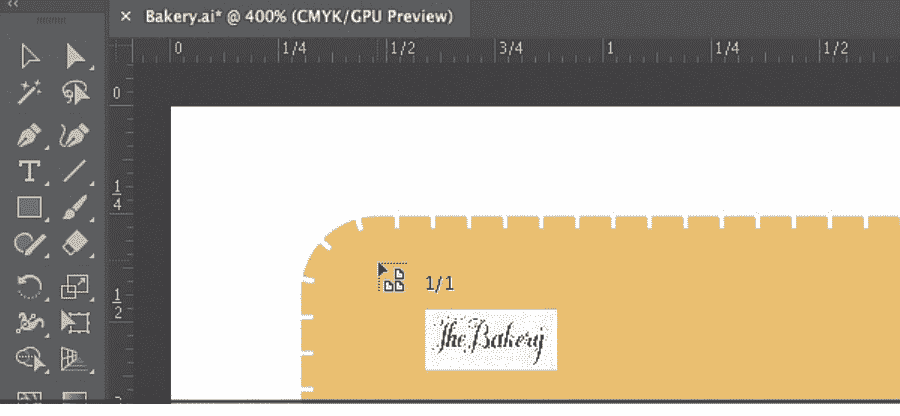 Bakery.ai* @ 400% (CMYK/GPU Preview)
0 1/4 1/2 3/4 1 1/4 1/2
0
1/4
1/2
1/1
The Bakery